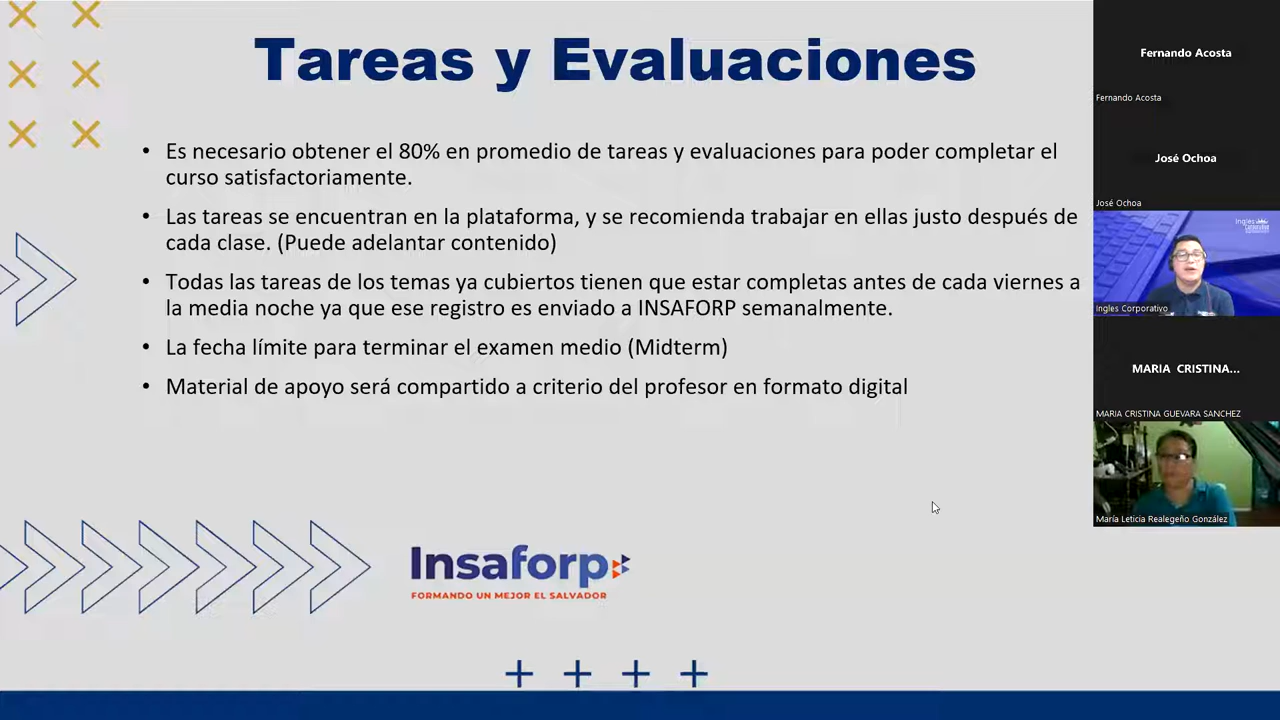 Tareas y Evaluaciones
• Es necesario obtener el 80% en promedio de tareas y evaluaciones para poder completar el
curso satisfactoriamente.
• Las tareas se encuentran en la plataforma, y se recomienda trabajar en ellas justo después de
cada clase. (Puede adelantar contenido)
• Todas las tareas de los temas ya cubiertos tienen que estar completas antes de cada viernes a
la media noche ya que ese registro es enviado a INSAFORP semanalmente.
• La fecha límite para terminar el examen medio (Midterm)
• Material de apoyo será compartido a criterio del profesor en formato digital
Insaforp
FORMANDO UN MEJOR EL SALVADOR
Fernando Acosta
Fernando Acosta
José Ochoa
José Ochoa
Ingles
Corporativo
Ingles Corporativo
MARIA CRISTINA...
MARIA CRISTINA GUEVARA SANCHEZ
María Leticia Realegeño González